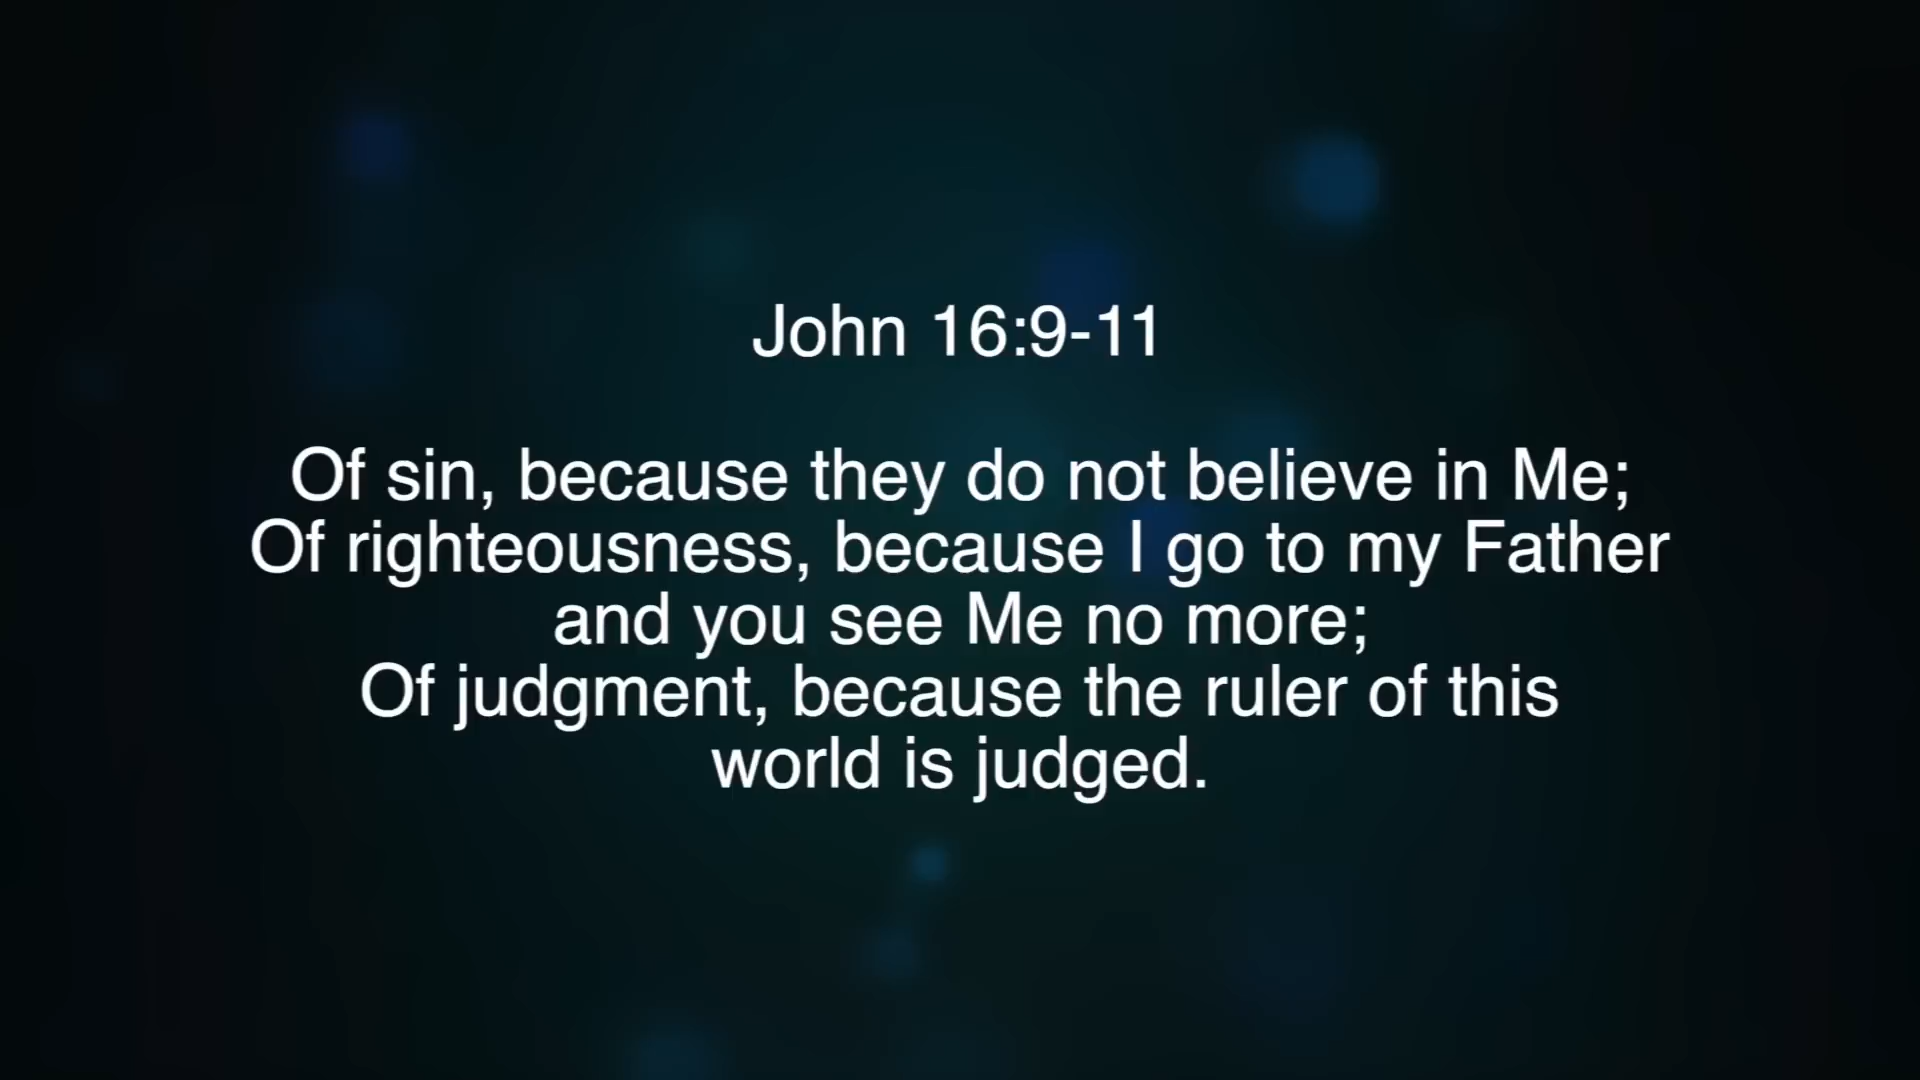 John 16:9-11
Of sin, because they do not believe in Me;
Of righteousness, because I go to my Father
and you see Me no more;
Of judgment, because the ruler of this
world is judged.